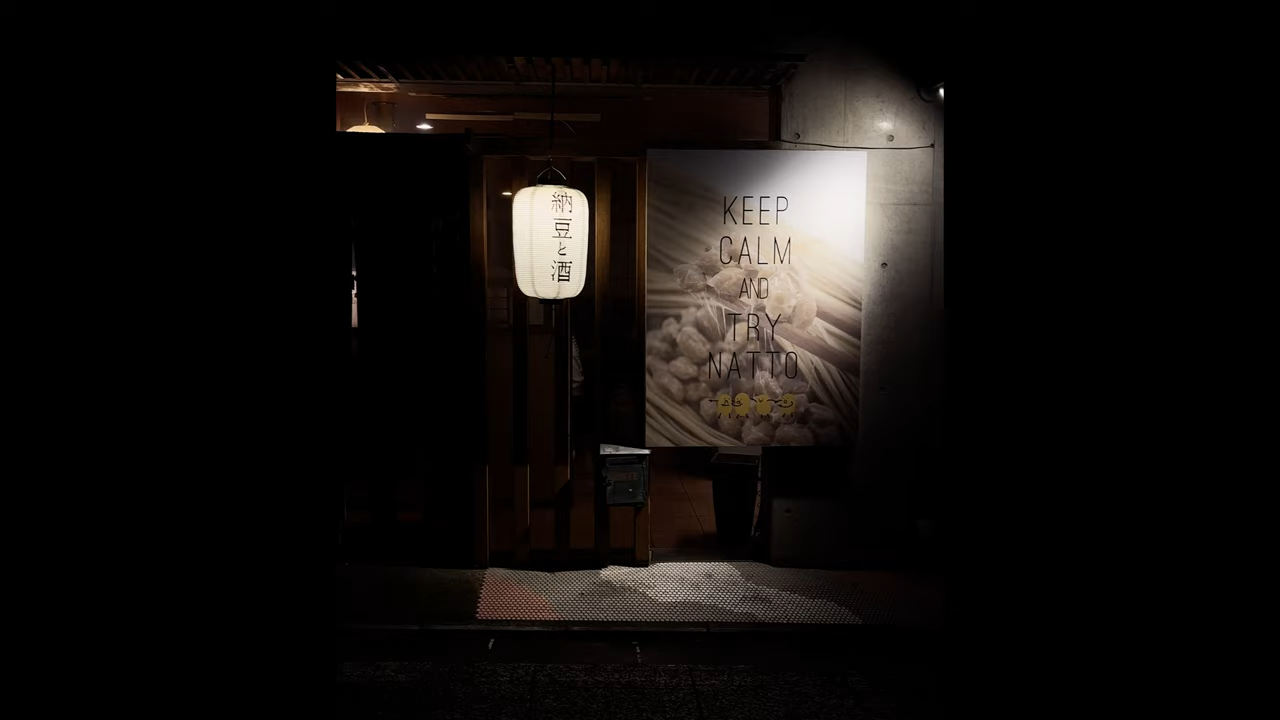 納豆と酒
KEEP
CALM
AND
TRY
NATTO